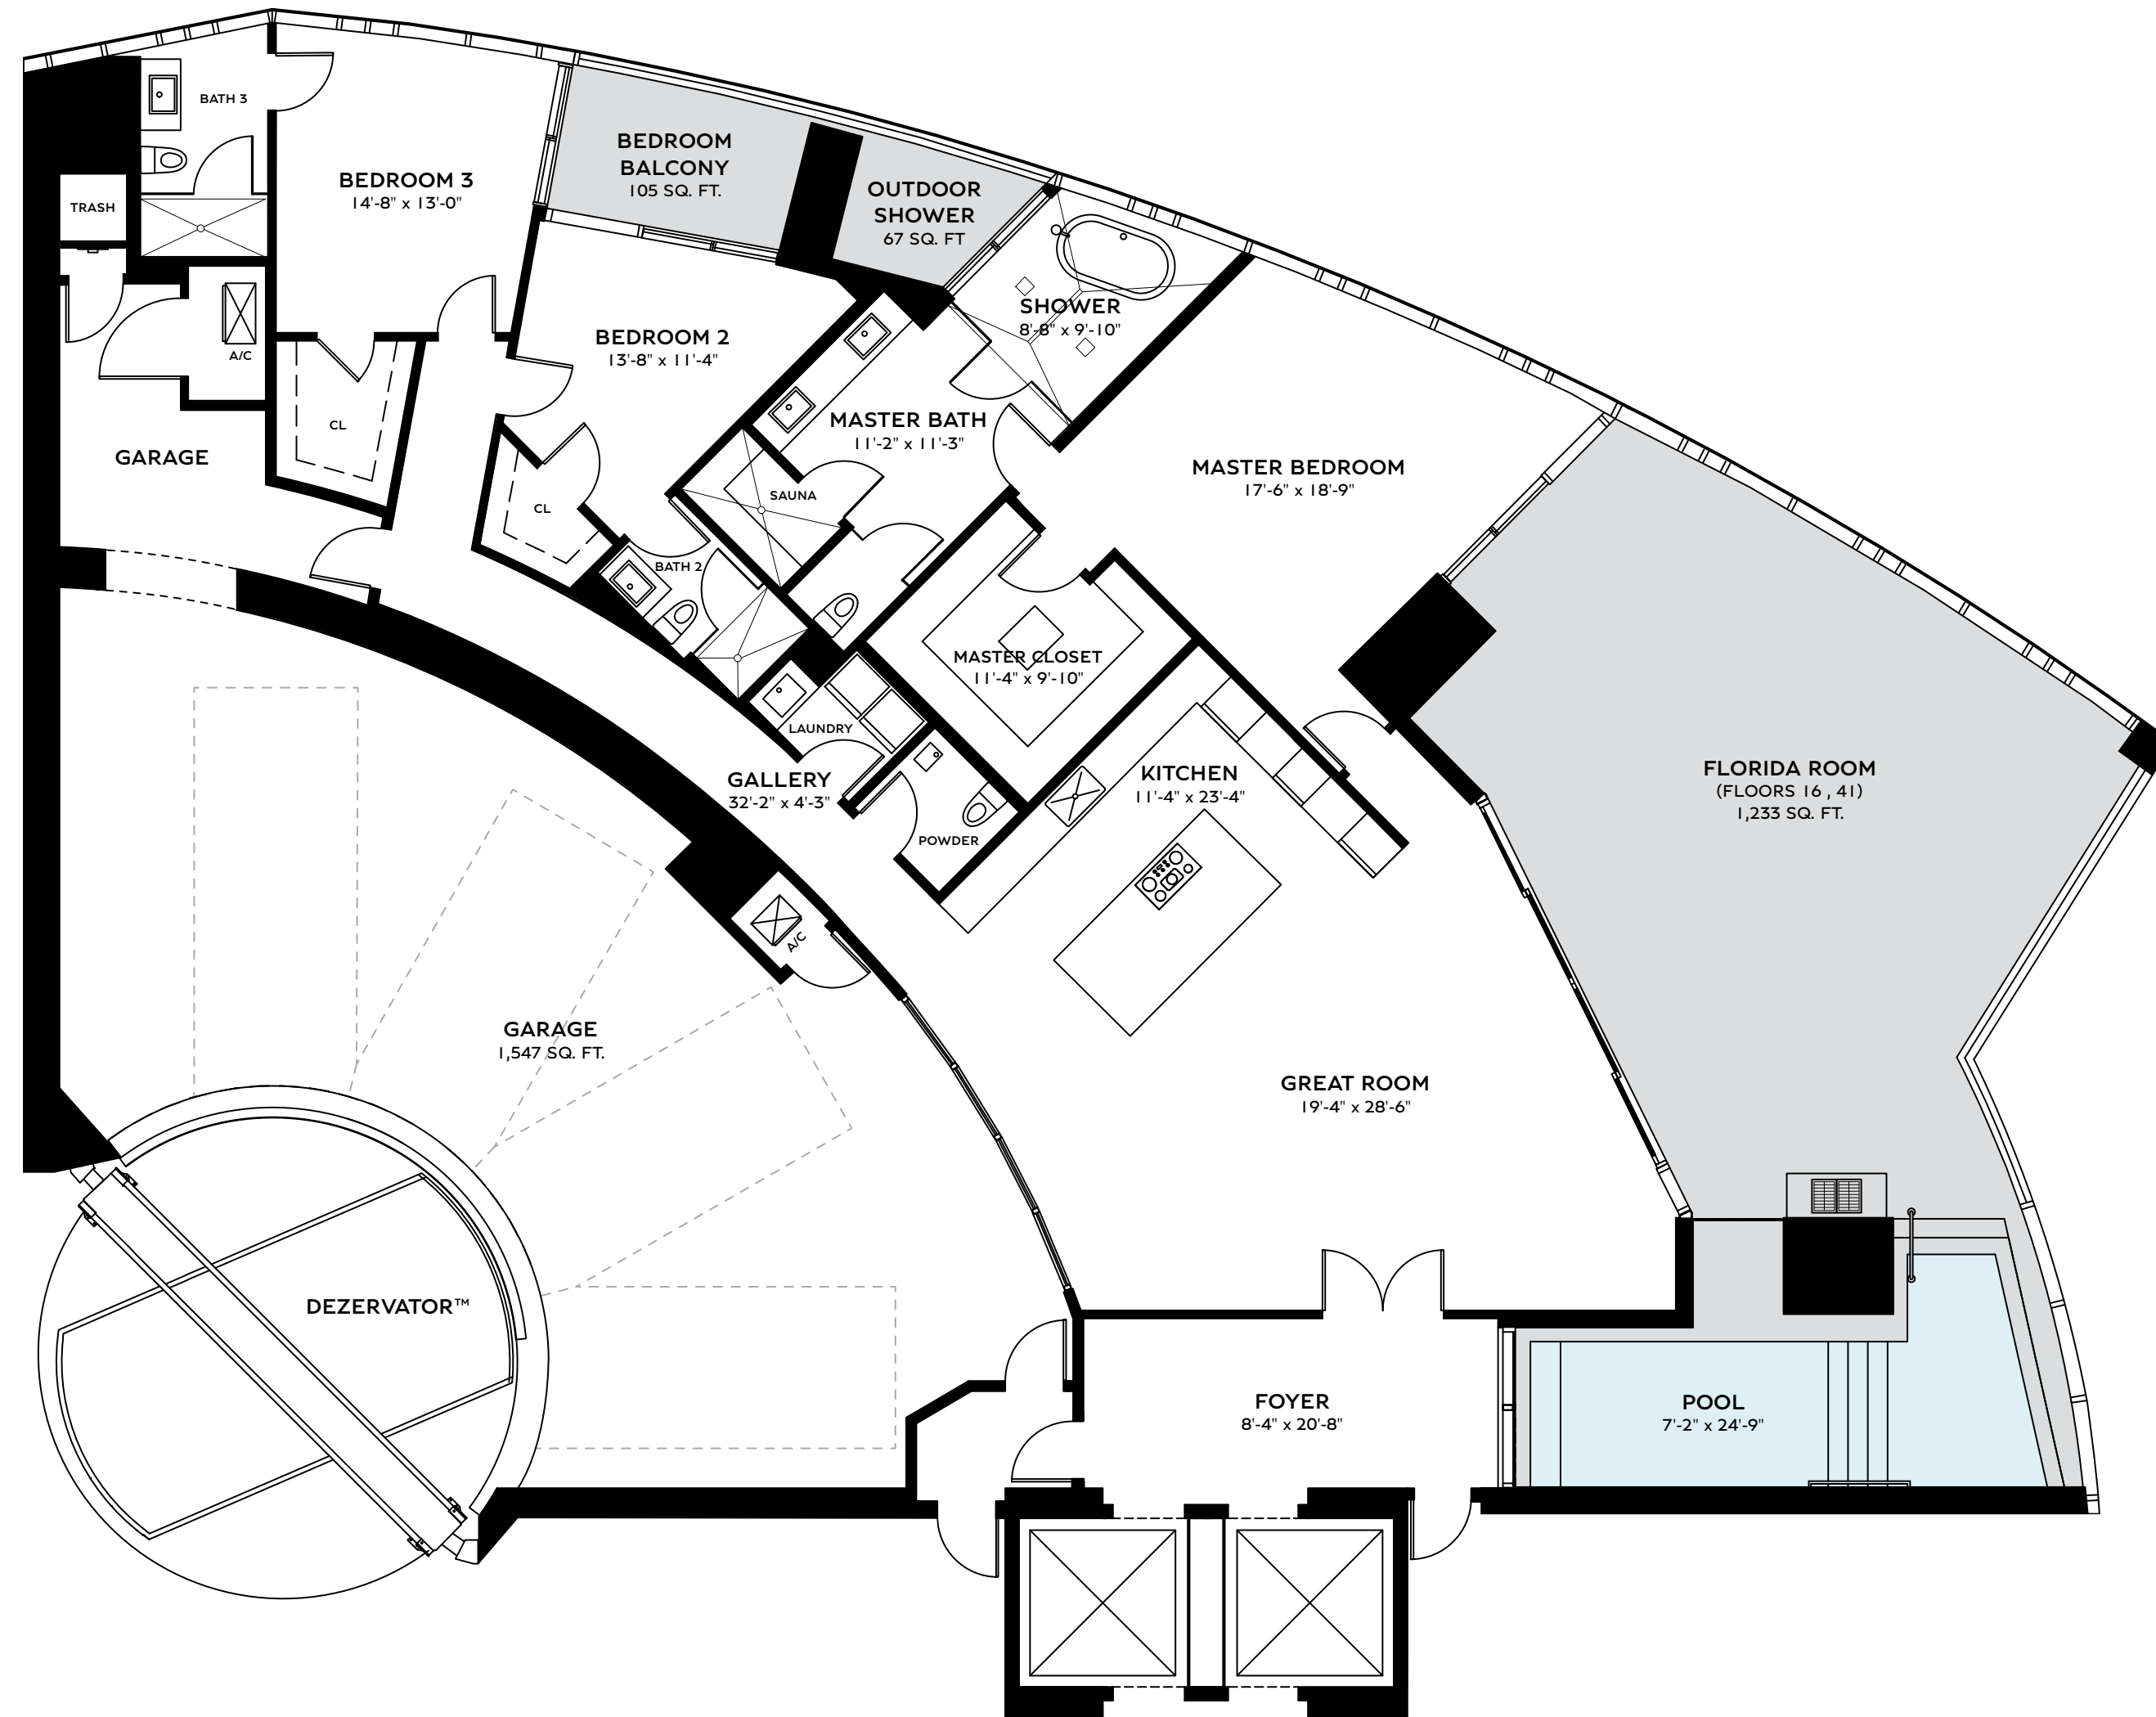 BATH 3
BEDROOM 3
14'-8" x 13'-0"
BEDROOM
BALCONY
105 SQ. FT.
OUTDOOR
SHOWER
67 SQ. FT
TRASH
A/C
CL
GARAGE
BEDROOM 2
13'-8" x 11'-4"
SHOWER
8'-8" x 9'-10"
MASTER BATH
11'-2" x 11'-3"
SAUNA
CL
BATH 2
MASTER BEDROOM
17'-6" x 18'-9"
MASTER CLOSET
11'-4" x 9'-10"
LAUNDRY
GALLERY
32'-2" x 4'-3"
POWDER
KITCHEN
11'-4" x 23'-4"
FLORIDA ROOM
(FLOORS 16 , 41)
1,233 SQ. FT.
A/C
GARAGE
1,547 SQ. FT.
GREAT ROOM
19'-4" x 28'-6"
DEZERVATOR™
FOYER
8'-4" x 20'-8"
POOL
7'-2" x 24'-9"